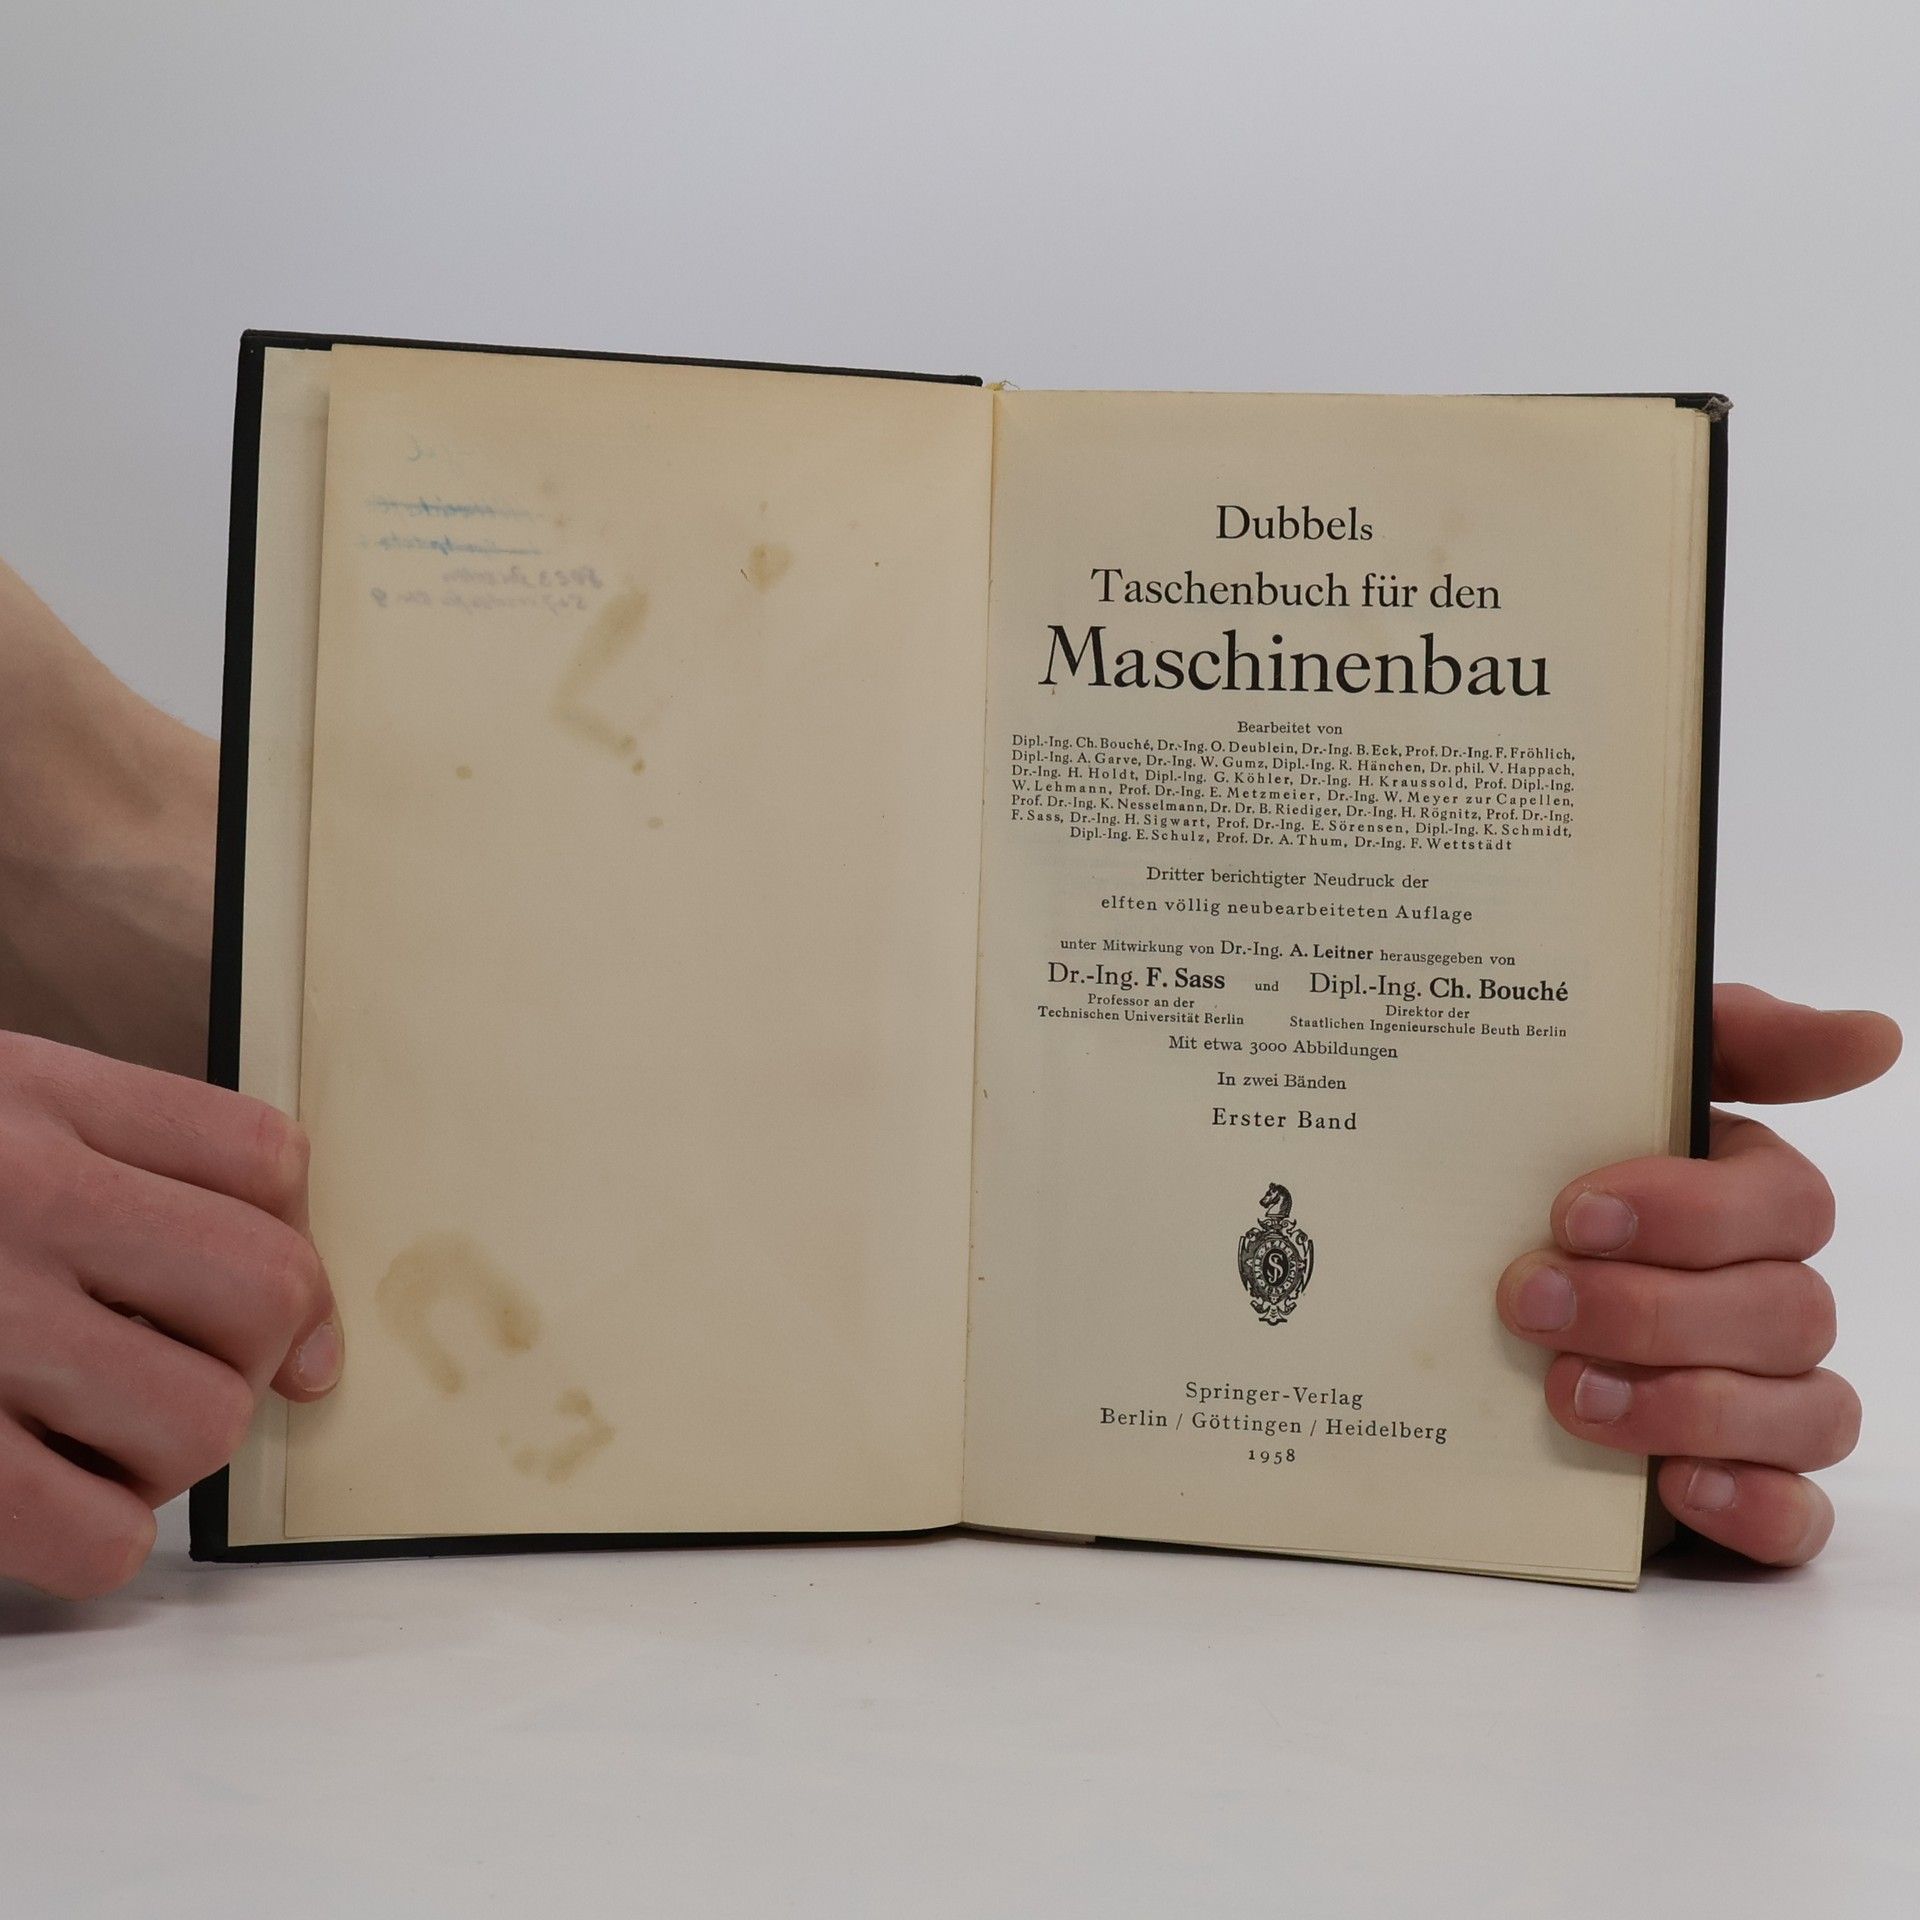 Dubbels
Taschenbuch für den
Maschinenbau
Bearbeitet von
Dipl.-Ing. Ch. Bouché, Dr.-Ing. O. Deublein, Dr.-Ing. B. Eck, Prof. Dr.-Ing. F. Fröhlich,
Dipl.-Ing. A. Garve, Dr.-Ing. W. Gumz, Dipl.-Ing. R. Hänchen, Dr. phil. V. Happach,
Dr.-Ing. H. Holdt, Dipl.-Ing. G. Köhler, Dr.-Ing. H. Kraussold, Prof. Dipl.-Ing.
W. Lehmann, Prof. Dr.-Ing. E. Metzmeier, Dr.-Ing. W. Meyer zur Capellen,
Prof. Dr.-Ing. K. Nesselmann, Dr. Dr. B. Riediger, Dr.-Ing. H. Rögnitz, Prof. Dr.-Ing.
F. Sass, Dr.-Ing. H. Sigwart, Prof. Dr.-Ing. E. Sörensen, Dipl.-Ing. K. Schmidt,
Dipl.-Ing. E. Schulz, Prof. Dr. A. Thum, Dr.-Ing. F. Wettstädt
Dritter berichtigter Neudruck der
elften völlig neubearbeiteten Auflage
unter Mitwirkung von Dr.-Ing. A. Leitner herausgegeben von
Dr.-Ing. F. Sass und Dipl.-Ing. Ch. Bouché
Professor an der Direktor der
Technischen Universität Berlin Staatlichen Ingenieurschule Beuth Berlin
Mit etwa 3000 Abbildungen
In zwei Bänden
Erster Band
Springer-Verlag
Berlin / Göttingen / Heidelberg
1958